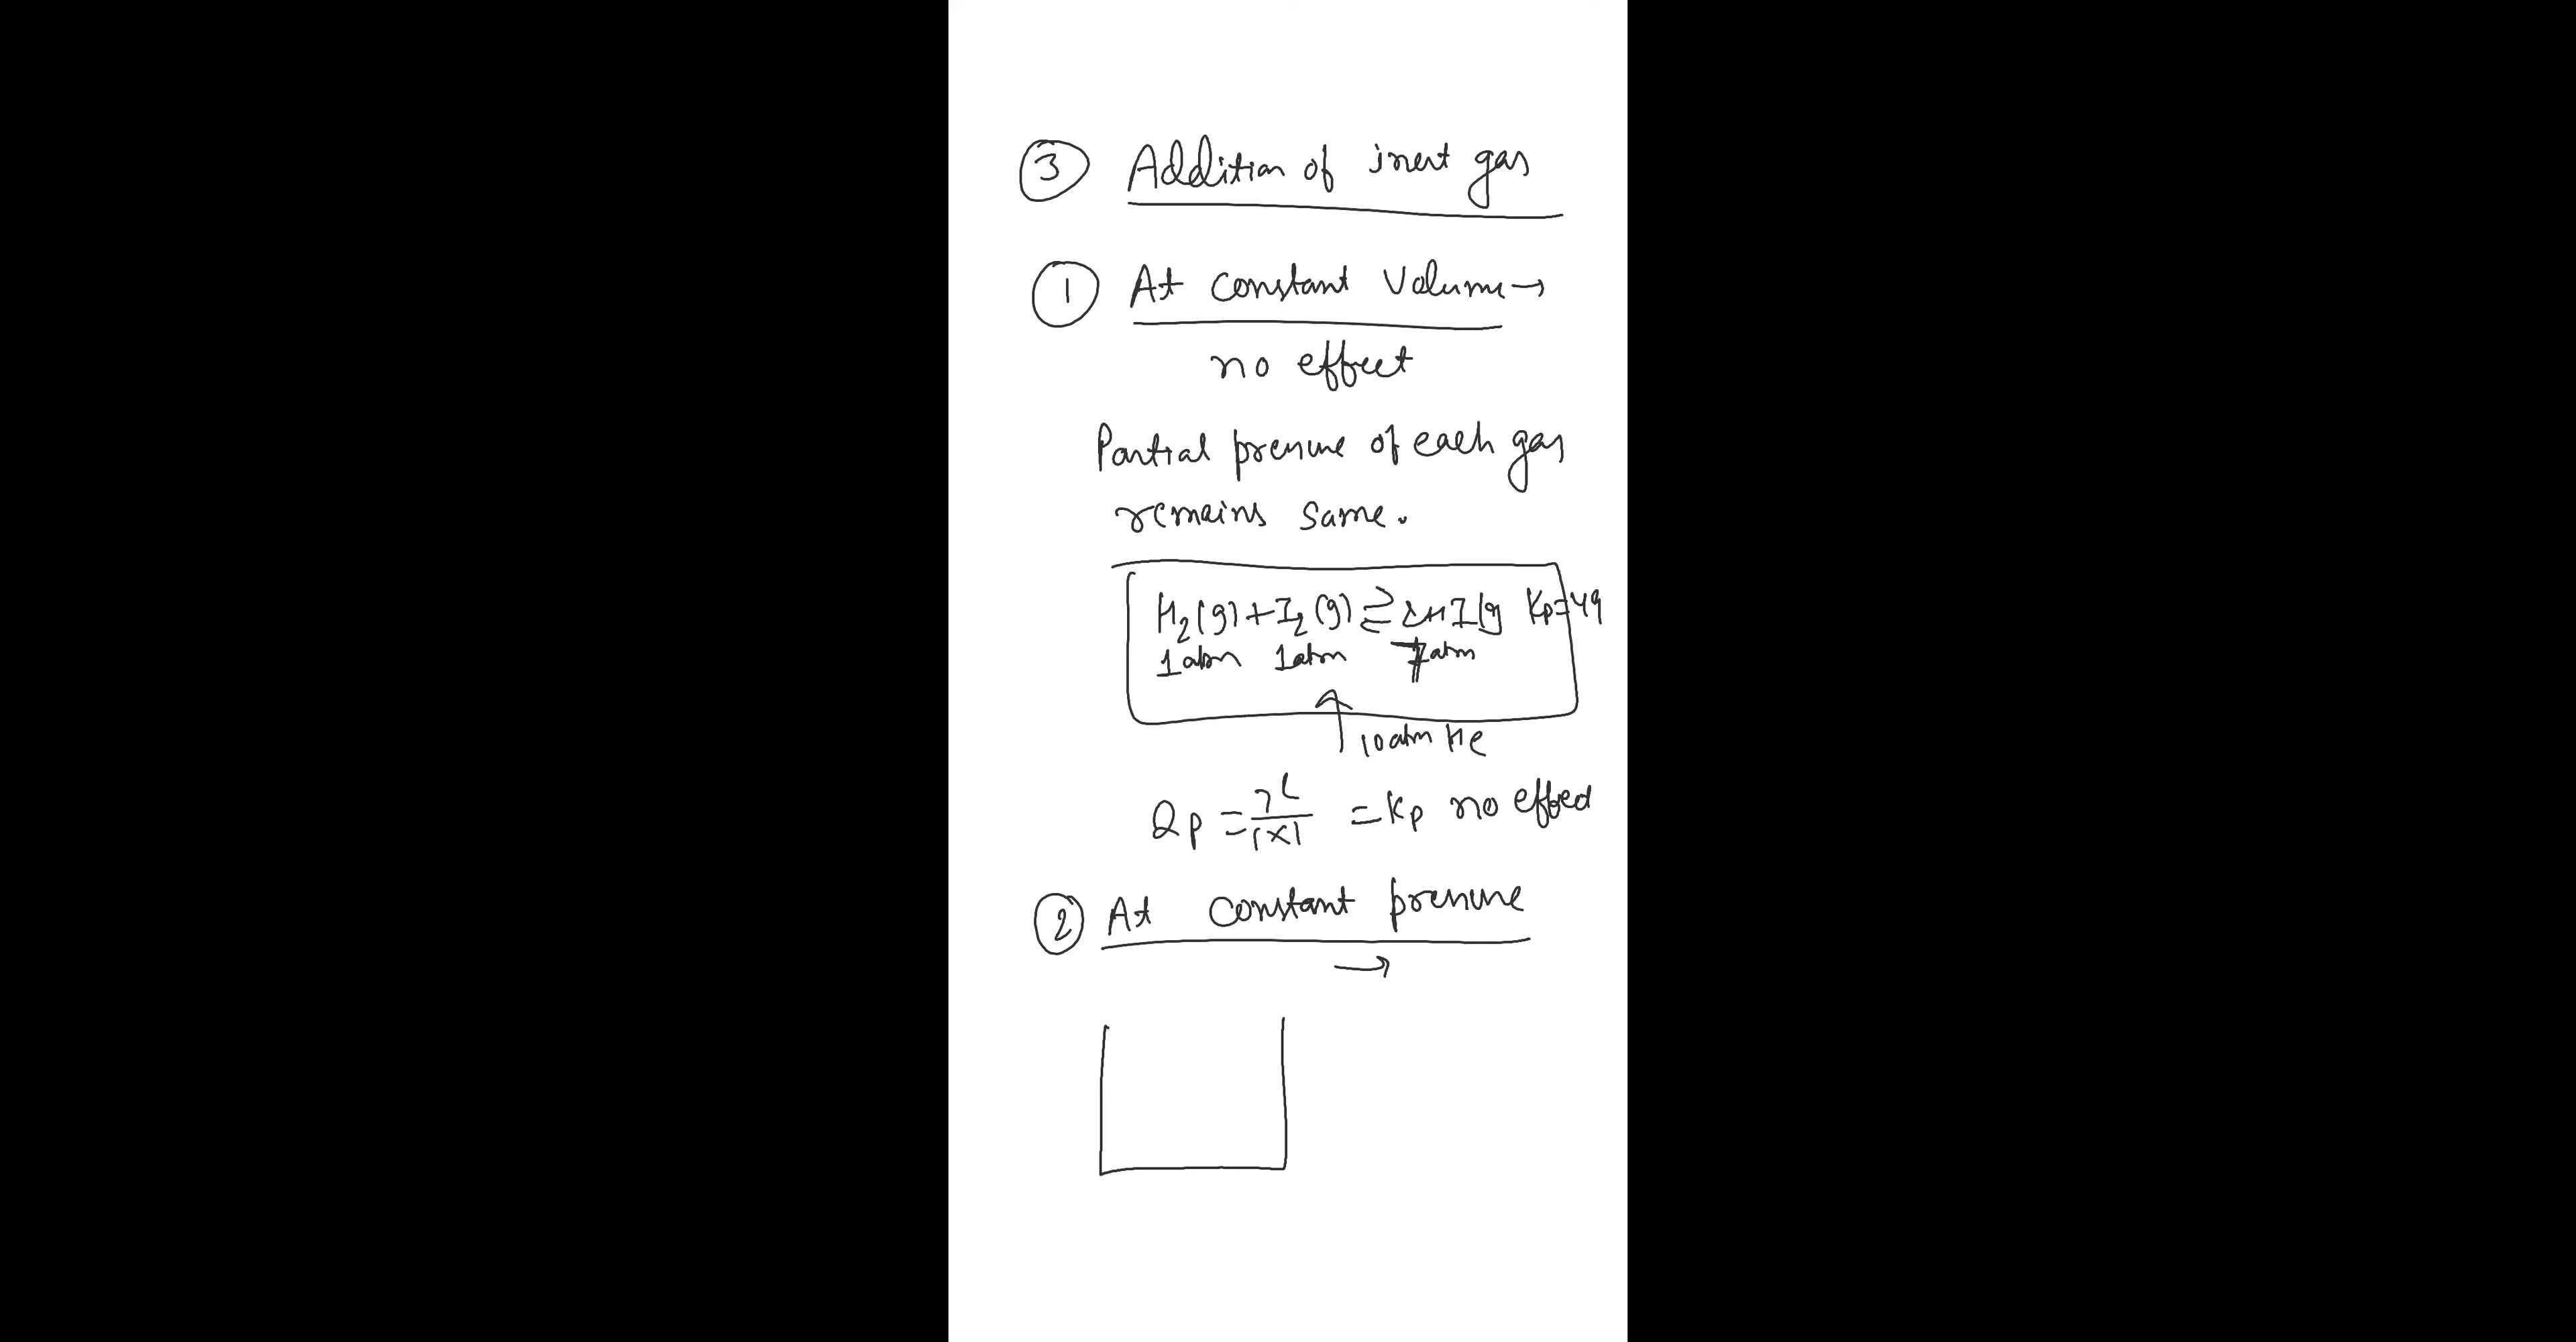 ③ Addition of inert gas
① At constant volume →
no effect
Partial pressure of each gas
remains same.
H₂(g) + I₂(g) ⇌ 2HI(g Kp=49
1 atm 1 atm 7 atm
↑ 10 atm He
Qp = 7²/1×1 = Kp no effect
② At constant pressure
→